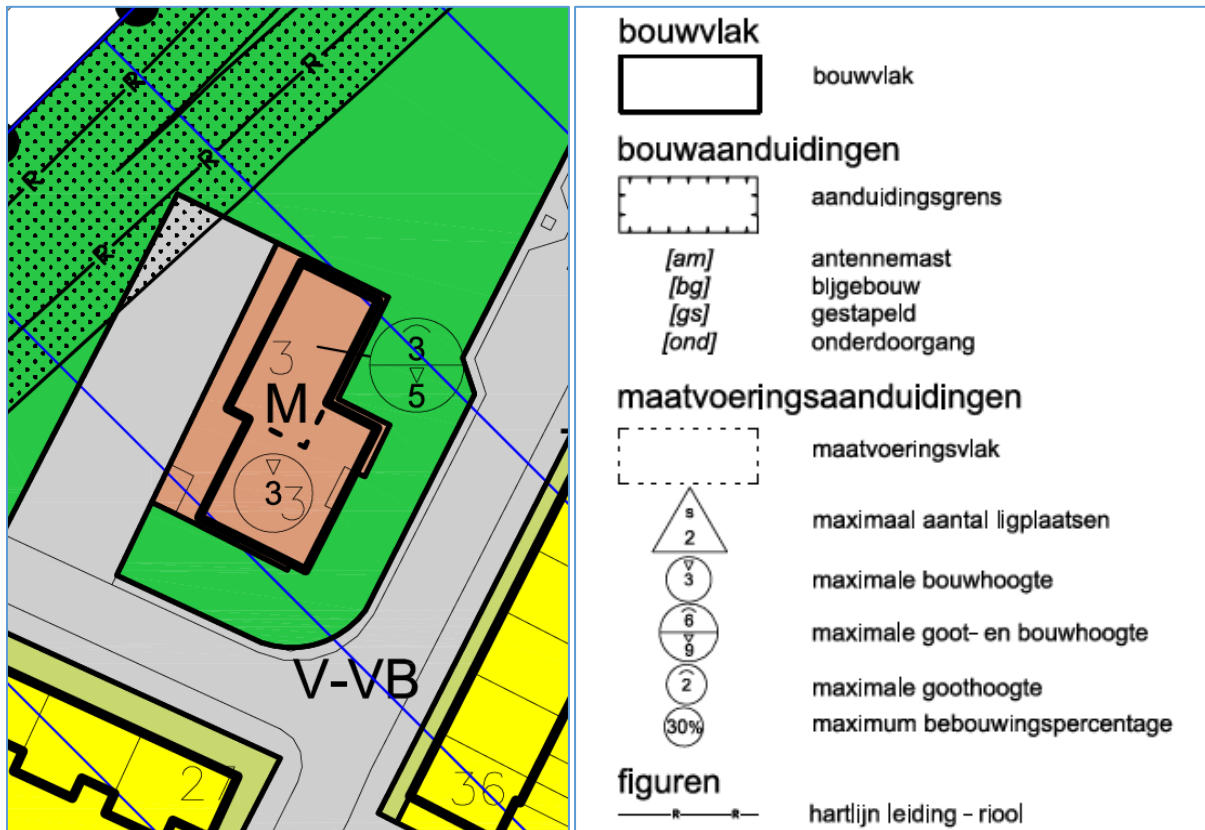 R
R
R
R
R
3
3
5
M
3
3
V-VB
27
36
bouwvlak
bouwvlak
bouwaanduidingen
aanduidingsgrens
[am] antennemast
[bg] bijgebouw
[gs] gestapeld
[ond] onderdoorgang
maatvoeringsaanduidingen
maatvoeringsvlak
s
2 maximaal aantal ligplaatsen
3 maximale bouwhoogte
6
9 maximale goot- en bouwhoogte
2 maximale goothoogte
30% maximum bebouwingspercentage
figuren
R R hartlijn leiding - riool